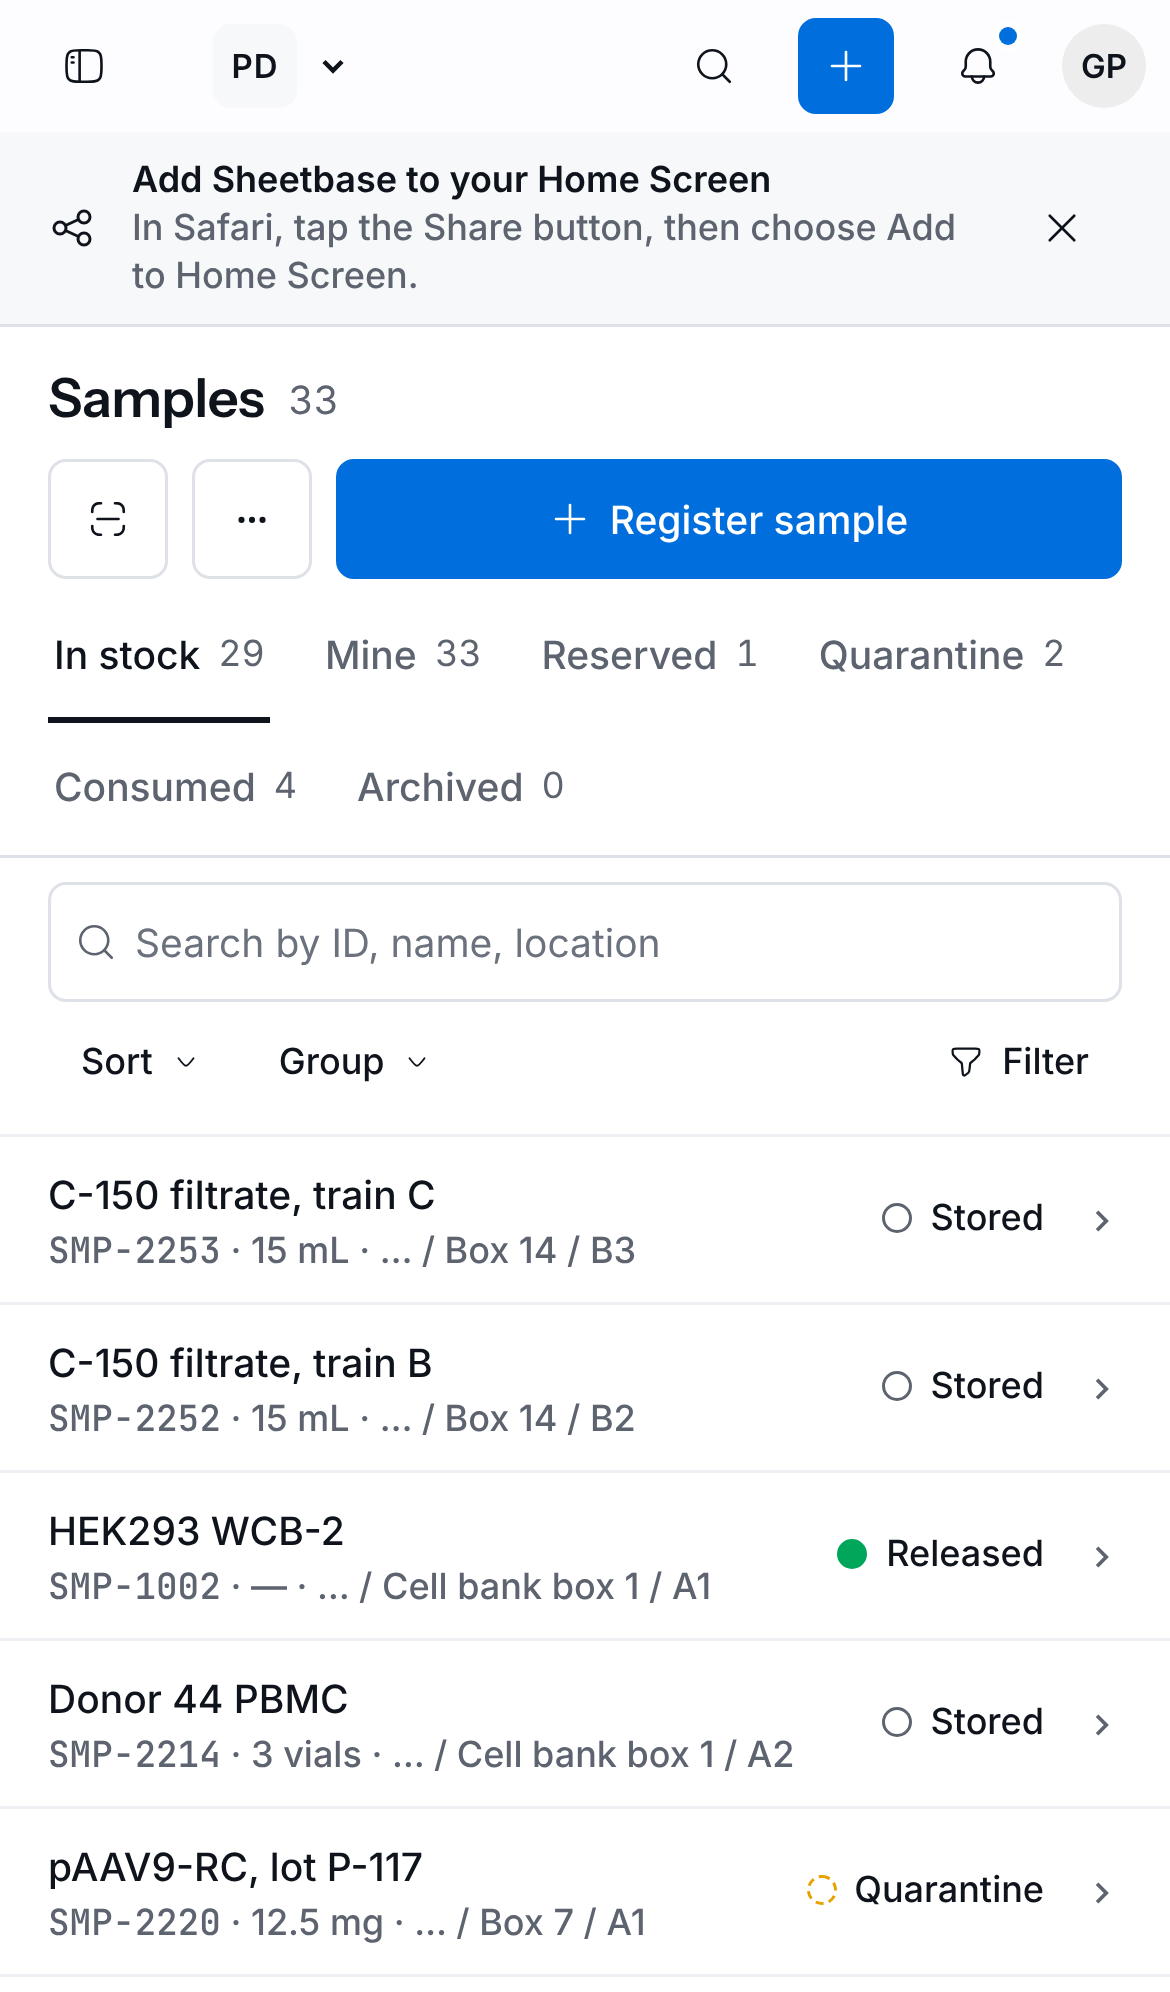 PD
GP
Add Sheetbase to your Home Screen
In Safari, tap the Share button, then choose Add
to Home Screen.
Samples 33
Register sample
In stock 29 Mine 33 Reserved 1 Quarantine 2
Consumed 4 Archived 0
Search by ID, name, location
Sort Group Filter
C-150 filtrate, train C
SMP-2253 · 15 mL · ... / Box 14 / B3
Stored
C-150 filtrate, train B
SMP-2252 · 15 mL · ... / Box 14 / B2
Stored
HEK293 WCB-2
SMP-1002 · — · ... / Cell bank box 1 / A1
Released
Donor 44 PBMC
SMP-2214 · 3 vials · ... / Cell bank box 1 / A2
Stored
pAAV9-RC, lot P-117
SMP-2220 · 12.5 mg · ... / Box 7 / A1
Quarantine